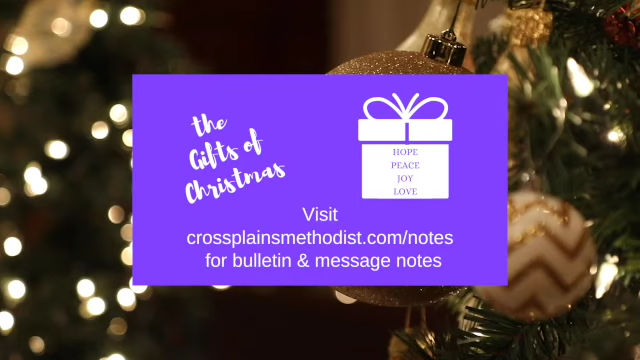 the
Gifts of
Christmas
HOPE
PEACE
JOY
LOVE
Visit
crossplainsmethodist.com/notes
for bulletin & message notes